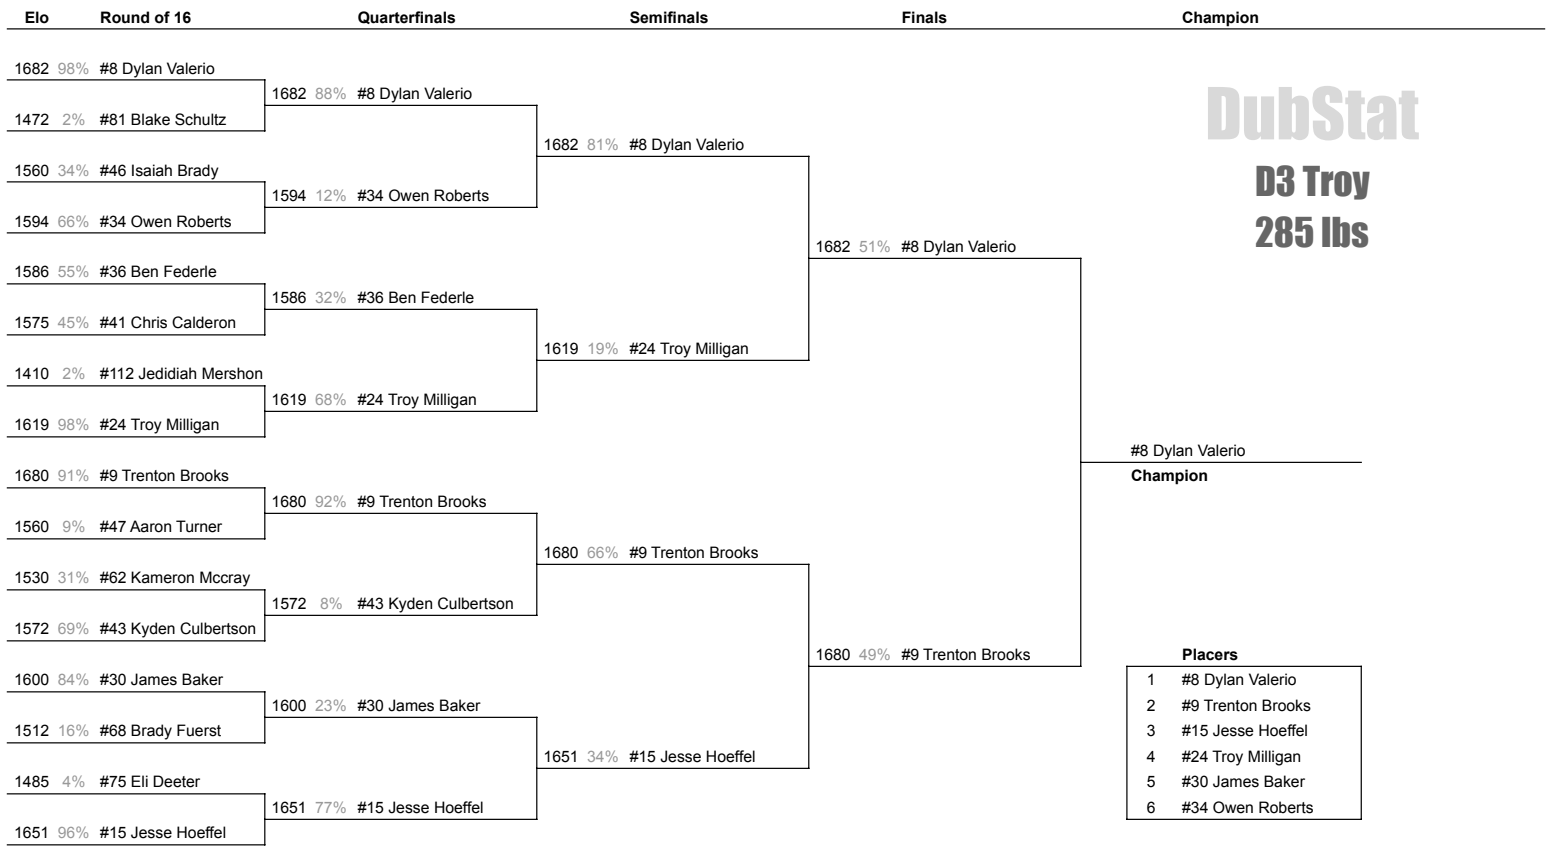 Elo Round of 16 Quarterfinals Semifinals Finals Champion
1682 98% #8 Dylan Valerio
1682 88% #8 Dylan Valerio
1472 2% #81 Blake Schultz
1682 81% #8 Dylan Valerio
1560 34% #46 Isaiah Brady
1594 12% #34 Owen Roberts
1594 66% #34 Owen Roberts
1682 51% #8 Dylan Valerio
1586 55% #36 Ben Federle
1586 32% #36 Ben Federle
1575 45% #41 Chris Calderon
1619 19% #24 Troy Milligan
1410 2% #112 Jedidiah Mershon
1619 68% #24 Troy Milligan
1619 98% #24 Troy Milligan
DubStat
D3 Troy
285 lbs
#8 Dylan Valerio
Champion
1680 91% #9 Trenton Brooks
1680 92% #9 Trenton Brooks
1560 9% #47 Aaron Turner
1680 66% #9 Trenton Brooks
1530 31% #62 Kameron Mccray
1572 8% #43 Kyden Culbertson
1572 69% #43 Kyden Culbertson
1680 49% #9 Trenton Brooks
1600 84% #30 James Baker
1600 23% #30 James Baker
1512 16% #68 Brady Fuerst
1651 34% #15 Jesse Hoeffel
1485 4% #75 Eli Deeter
1651 77% #15 Jesse Hoeffel
1651 96% #15 Jesse Hoeffel
Placers
1 #8 Dylan Valerio
2 #9 Trenton Brooks
3 #15 Jesse Hoeffel
4 #24 Troy Milligan
5 #30 James Baker
6 #34 Owen Roberts